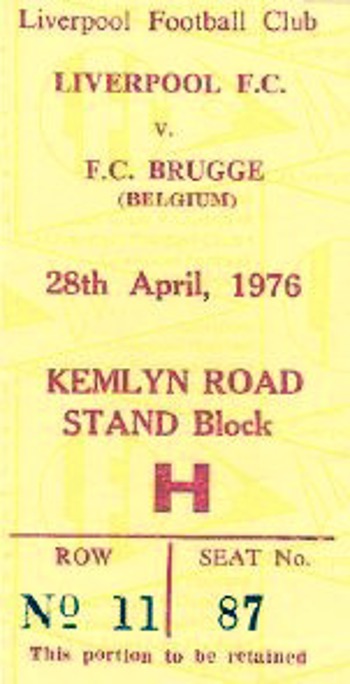 Liverpool Football Club
LIVERPOOL F.C.
v.
F.C. BRUGGE
(BELGIUM)
28th April, 1976
KEMLYN ROAD
STAND Block
H
ROW SEAT No.
Nº 11 87
This portion to be retained